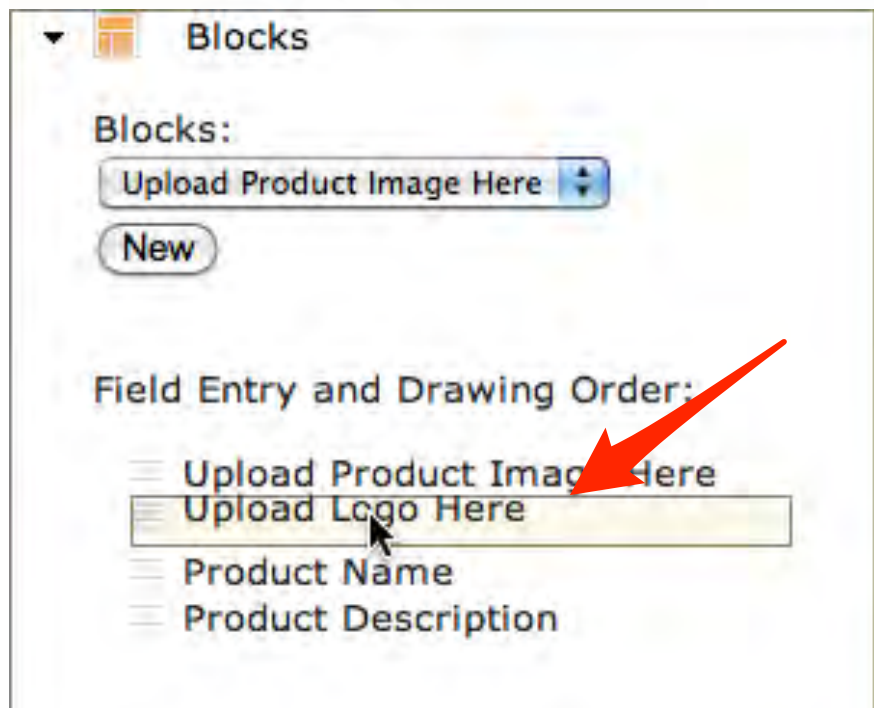 Blocks
Blocks:
Upload Product Image Here
New
Field Entry and Drawing Order:
Upload Product Image Here
Upload Logo Here
Product Name
Product Description